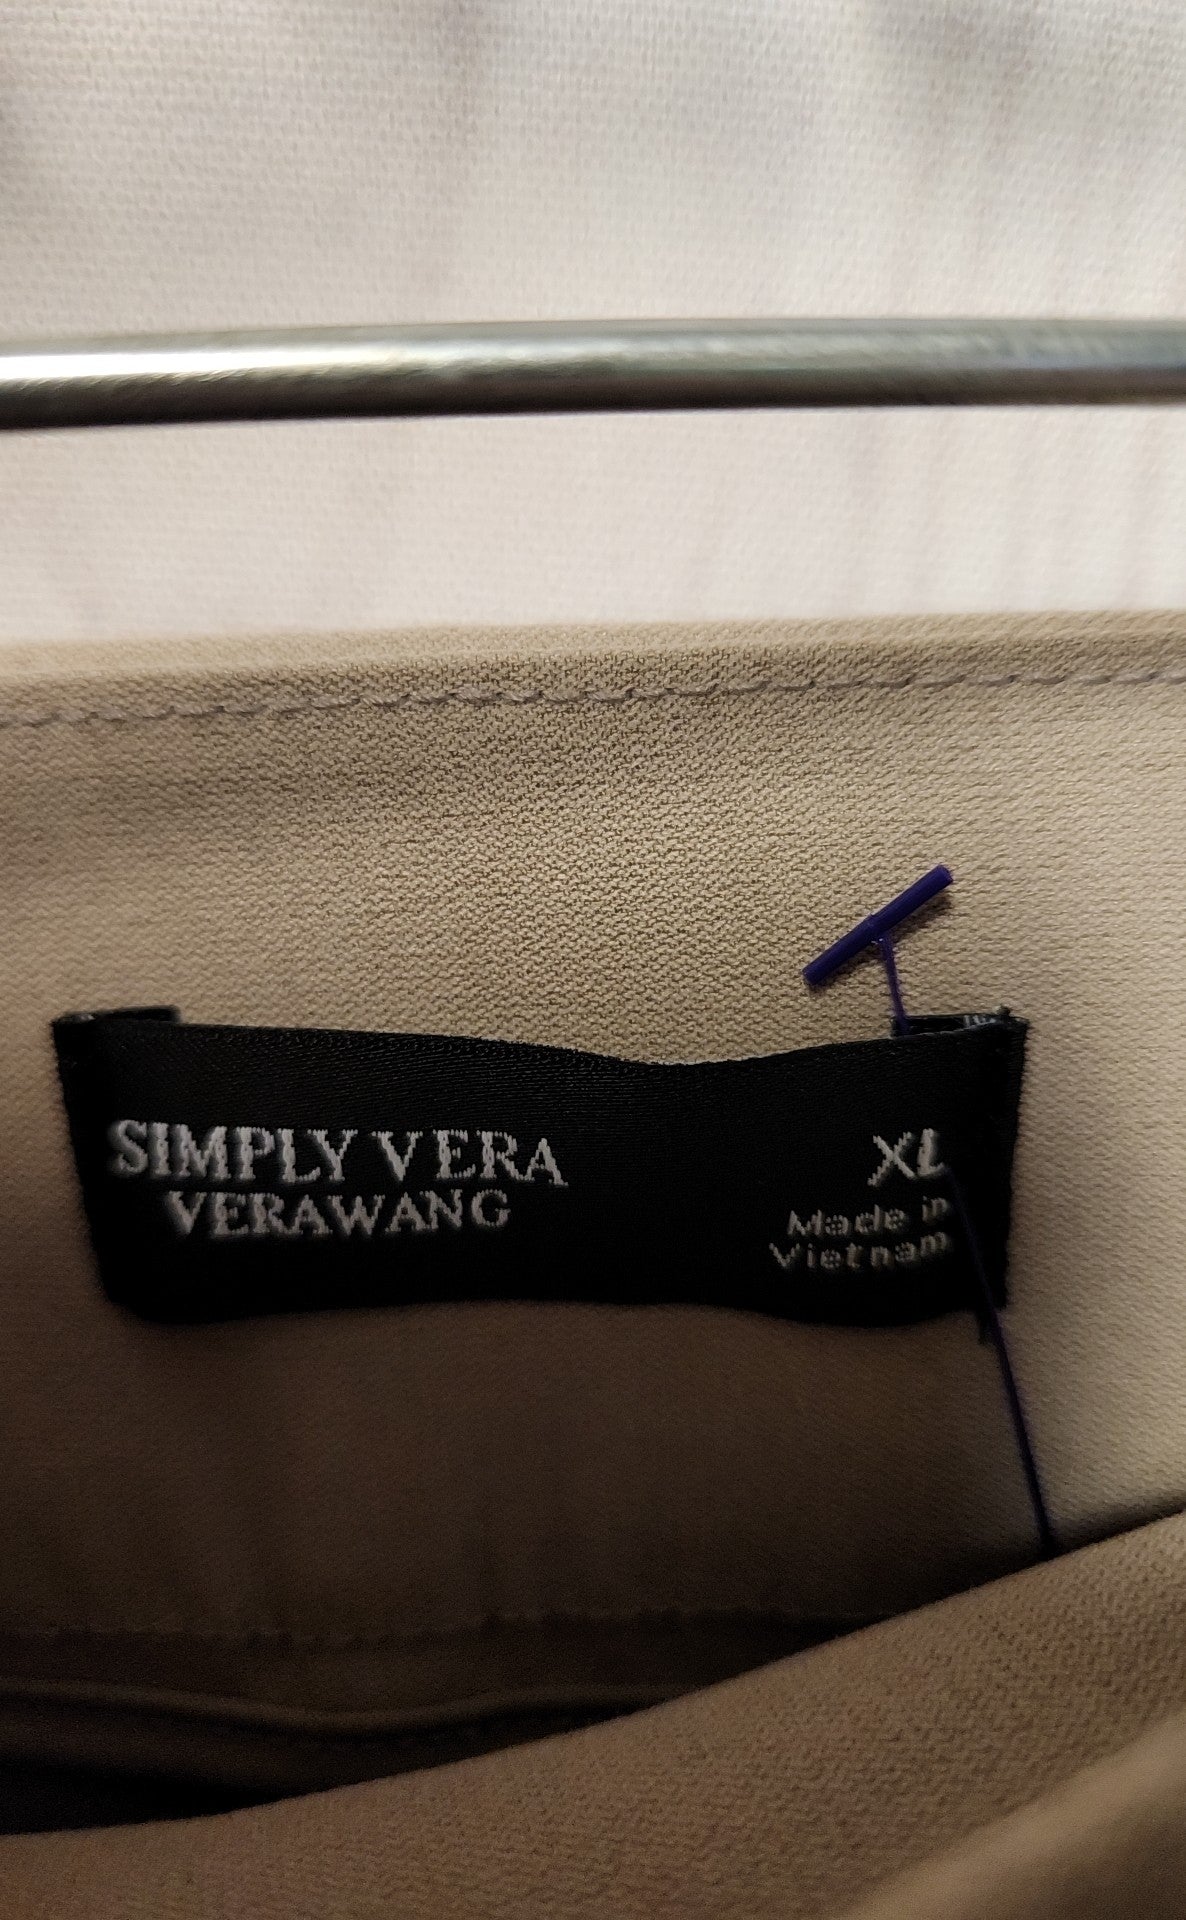 SIMPLY VERA
VERAWANG
XL
Made in
Vietnam